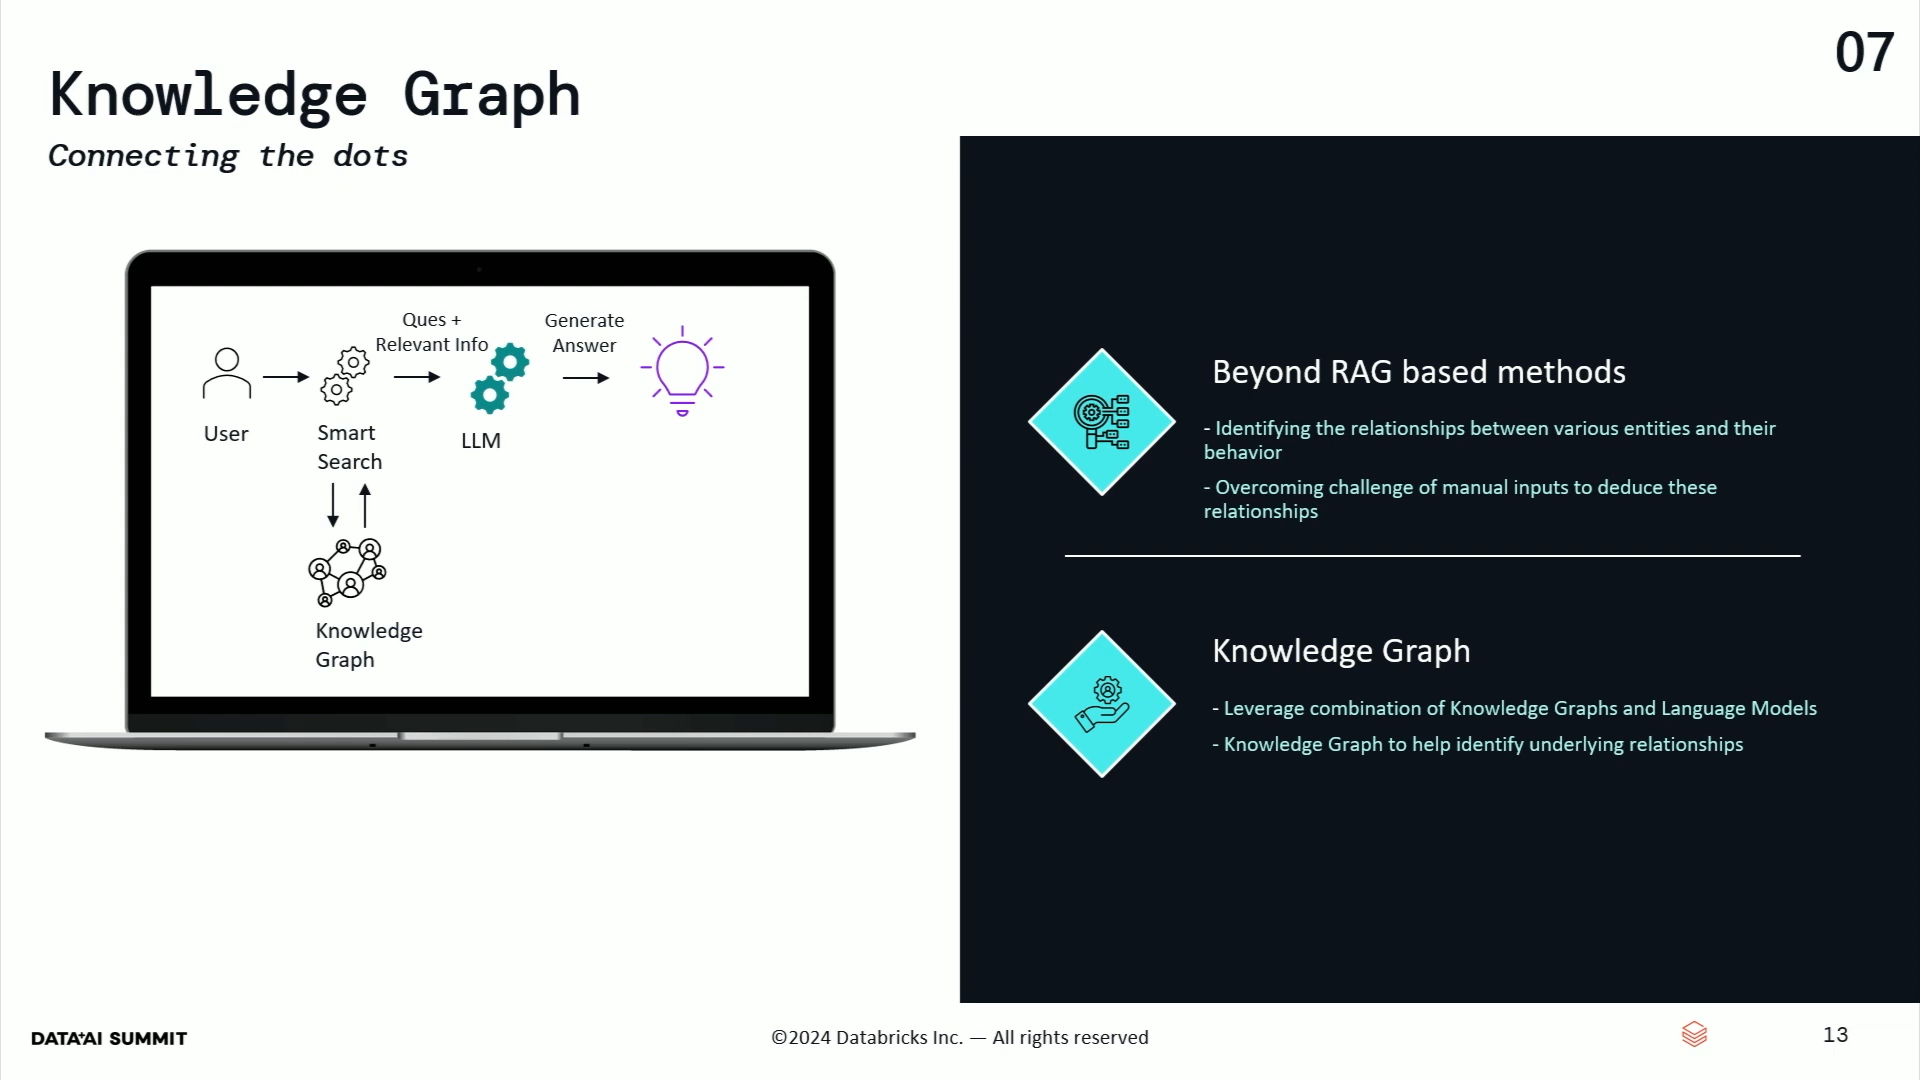 07
Knowledge Graph
Connecting the dots
Ques +
Relevant Info
Generate
Answer
User
Smart
Search
LLM
Knowledge
Graph
Beyond RAG based methods
- Identifying the relationships between various entities and their
behavior
- Overcoming challenge of manual inputs to deduce these
relationships
Knowledge Graph
- Leverage combination of Knowledge Graphs and Language Models
- Knowledge Graph to help identify underlying relationships
DATA+AI SUMMIT
©2024 Databricks Inc. — All rights reserved
13